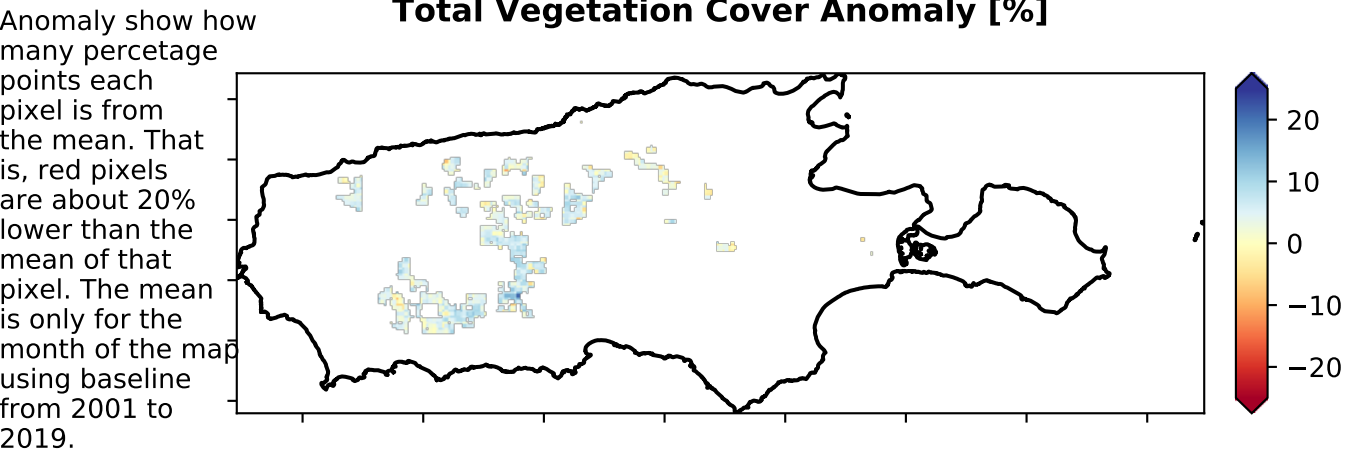 Total Vegetation Cover Anomaly [%]
Anomaly show how
many percetage
points each
pixel is from
the mean. That
is, red pixels
are about 20%
lower than the
mean of that
pixel. The mean
is only for the
month of the map
using baseline
from 2001 to
2019.
20
10
0
−10
−20